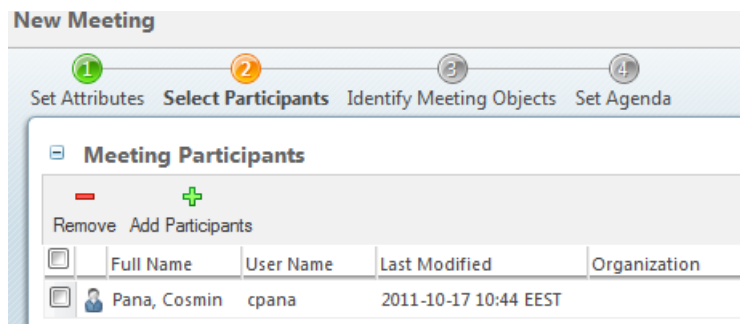 New Meeting
1 2 3 4
Set Attributes Select Participants Identify Meeting Objects Set Agenda
Meeting Participants
Remove Add Participants
Full Name User Name Last Modified Organization
Pana, Cosmin cpana 2011-10-17 10:44 EEST